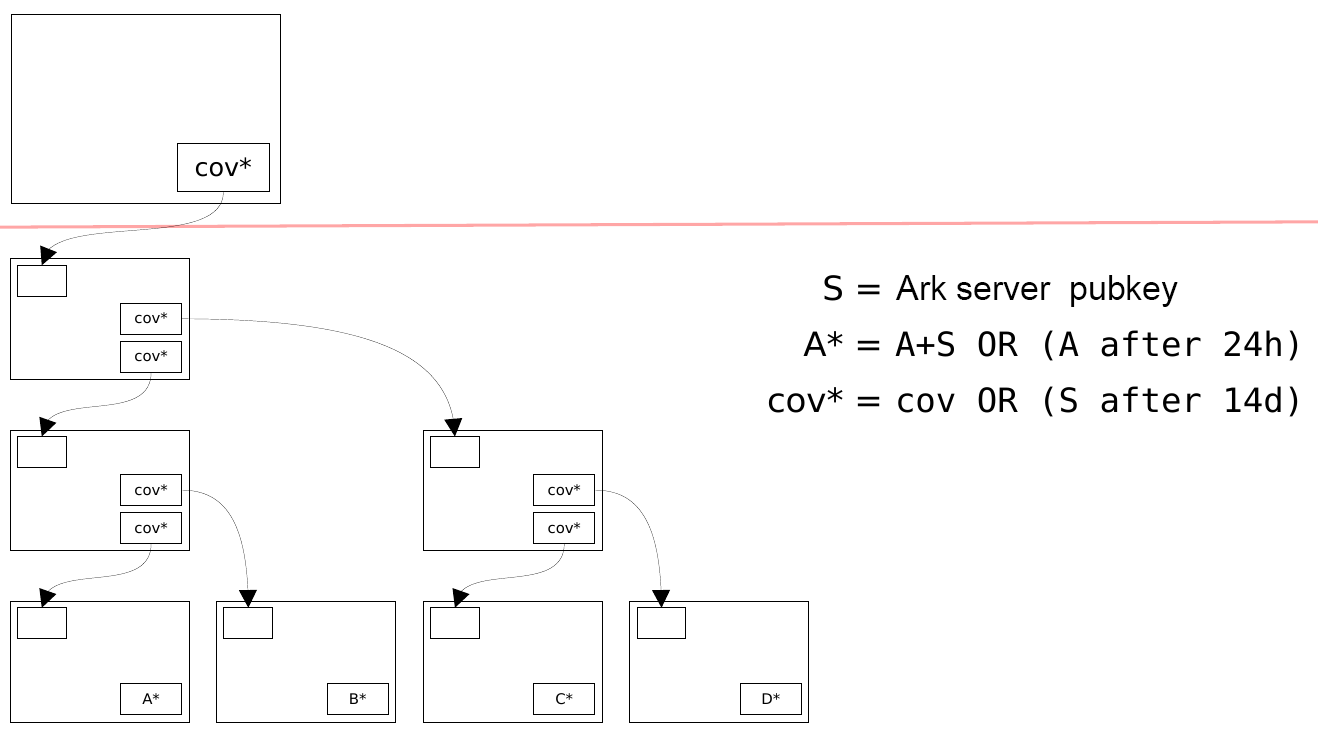 cov*
cov*
cov*
S = Ark server pubkey
A* = A+S OR (A after 24h)
cov* = cov OR (S after 14d)
cov*
cov*
cov*
cov*
A*
B*
C*
D*